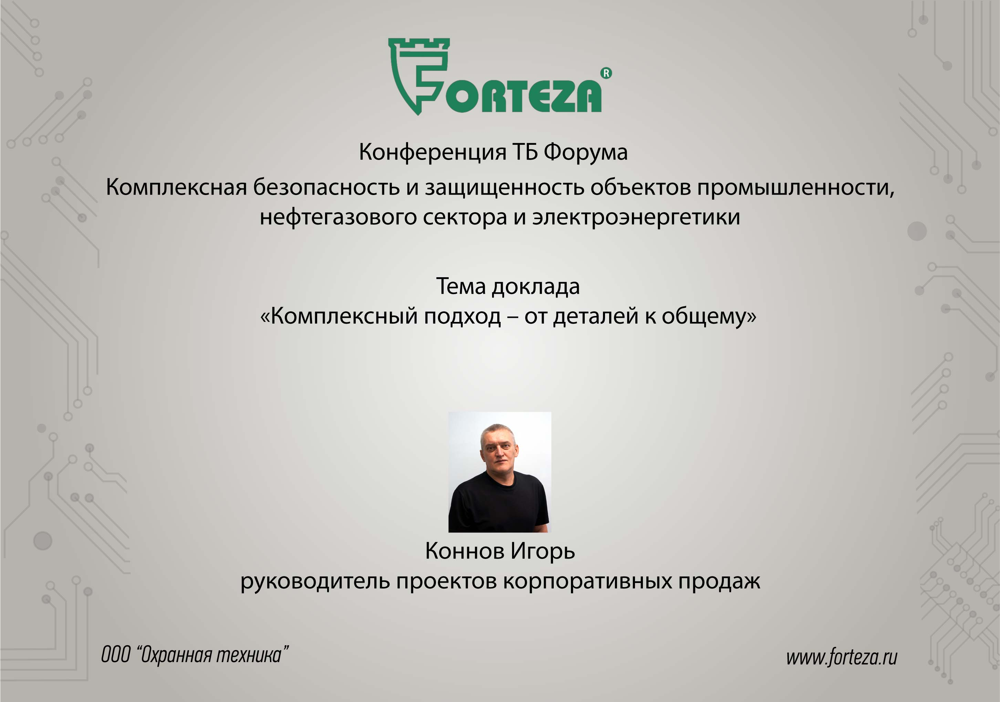 FORTEZA®
Конференция ТБ Форума
Комплексная безопасность и защищенность объектов промышленности,
нефтегазового сектора и электроэнергетики
Тема доклада
«Комплексный подход – от деталей к общему»
Коннов Игорь
руководитель проектов корпоративных продаж
ООО “Охранная техника”
www.forteza.ru